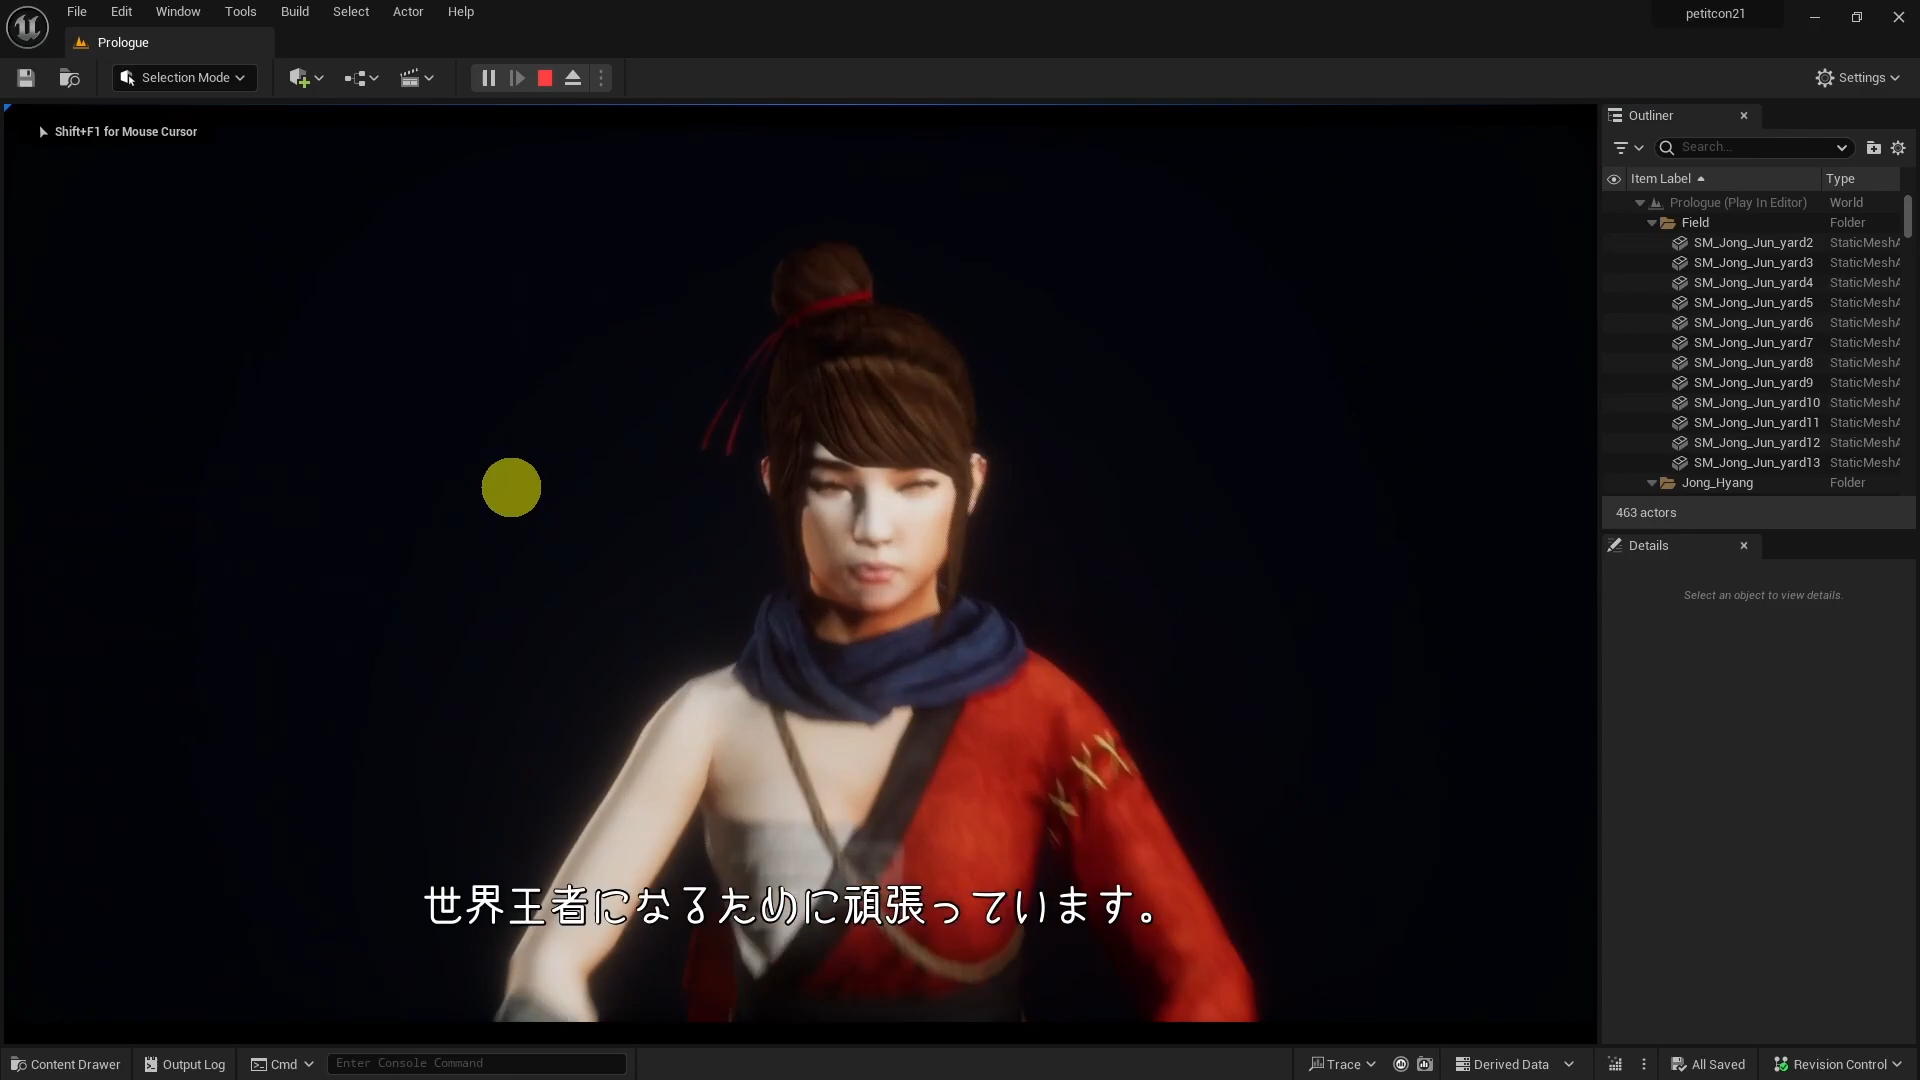 File Edit Window Tools Build Select Actor Help
petitcon21
Prologue
Selection Mode
Settings
Shift+F1 for Mouse Cursor
世界王者になるために頑張っています。
Outliner
Search...
Item Label Type
Prologue (Play In Editor) World
Field Folder
SM_Jong_Jun_yard2 StaticMeshA
SM_Jong_Jun_yard3 StaticMeshA
SM_Jong_Jun_yard4 StaticMeshA
SM_Jong_Jun_yard5 StaticMeshA
SM_Jong_Jun_yard6 StaticMeshA
SM_Jong_Jun_yard7 StaticMeshA
SM_Jong_Jun_yard8 StaticMeshA
SM_Jong_Jun_yard9 StaticMeshA
SM_Jong_Jun_yard10 StaticMeshA
SM_Jong_Jun_yard11 StaticMeshA
SM_Jong_Jun_yard12 StaticMeshA
SM_Jong_Jun_yard13 StaticMeshA
Jong_Hyang Folder
463 actors
Details
Select an object to view details.
Content Drawer Output Log Cmd Enter Console Command Trace Derived Data All Saved Revision Control